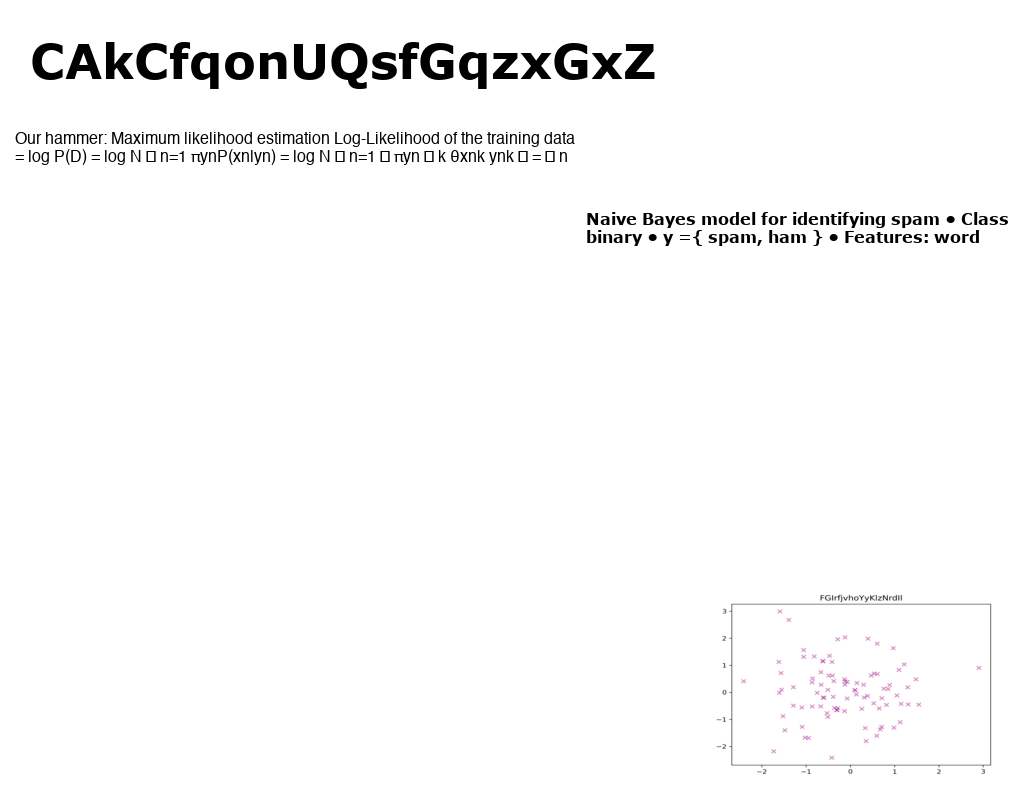 CAkCfqonUQsfGqzxGxZ
Our hammer: Maximum likelihood estimation Log-Likelihood of the training data
= log P(D) = log N □ n=1 πynP(xn|yn) = log N □ n=1 □ πyn □ k θxnk ynk □ = □ n
Naive Bayes model for identifying spam • Class
binary • y ={ spam, ham } • Features: word
FGIrfjvhoYyKIzNrdII
3
2
1
0
−1
−2
−2 −1 0 1 2 3